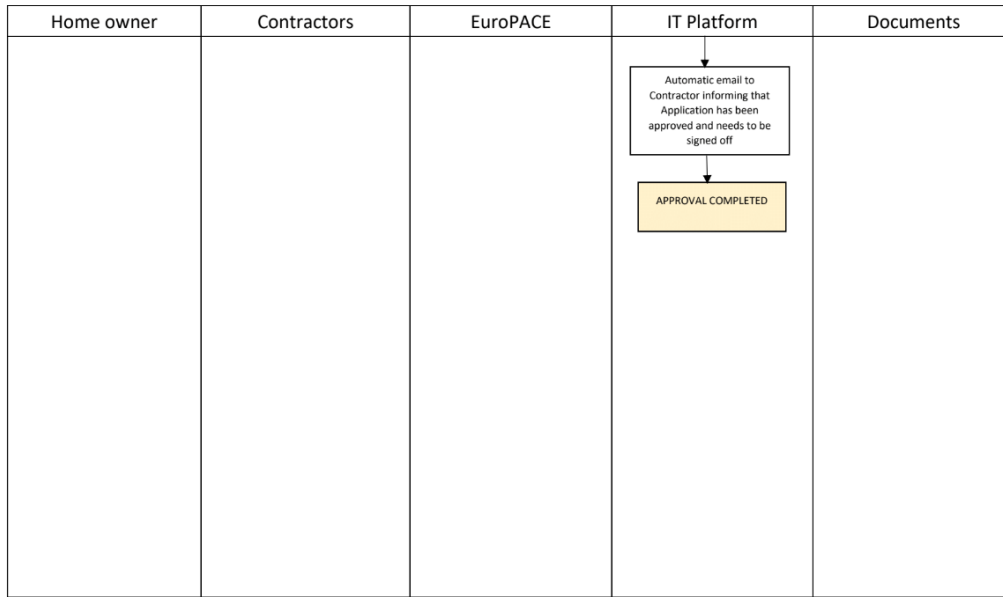 Home owner
Contractors
EuroPACE
IT Platform
Documents
Automatic email to
Contractor informing that
Application has been
approved and needs to be
signed off
APPROVAL COMPLETED